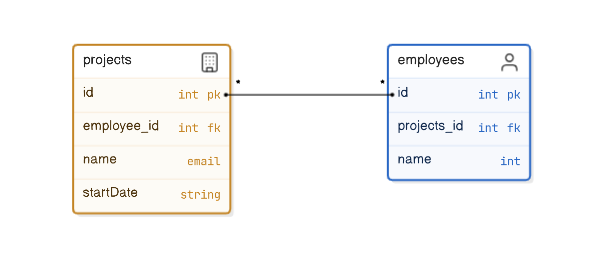 projects
id int pk
employee_id int fk
name email
startDate string
* *
employees
id int pk
projects_id int fk
name int